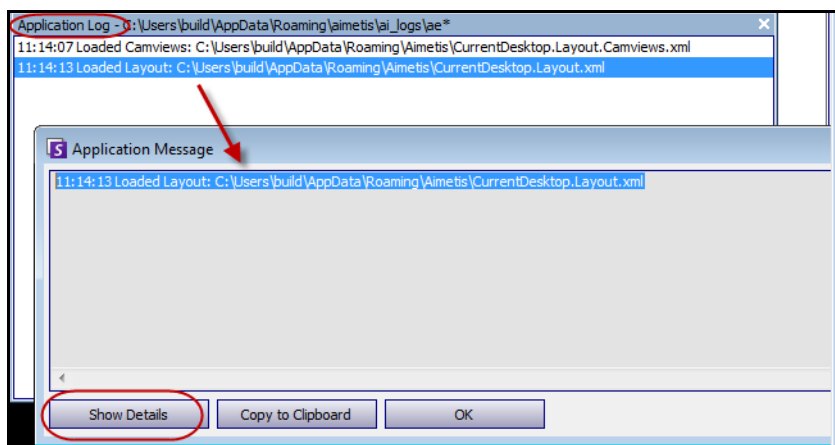 Application Log - C:\Users\build\AppData\Roaming\aimetis\ai_logs\ae*
11:14:07 Loaded Camviews: C:\Users\build\AppData\Roaming\Aimetis\CurrentDesktop.Layout.Camviews.xml
11:14:13 Loaded Layout: C:\Users\build\AppData\Roaming\Aimetis\CurrentDesktop.Layout.xml
S Application Message
11:14:13 Loaded Layout: C:\Users\build\AppData\Roaming\Aimetis\CurrentDesktop.Layout.xml
Show Details Copy to Clipboard OK